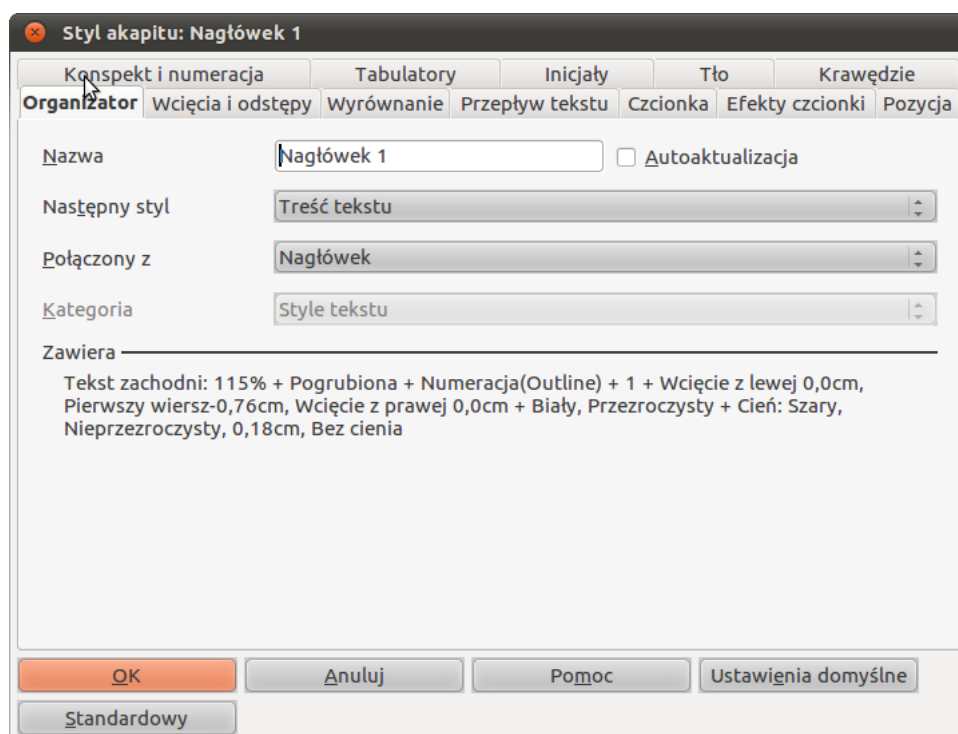 Styl akapitu: Nagłówek 1
Konspekt i numeracja Tabulatory Inicjały Tło Krawędzie
Organizator Wcięcia i odstępy Wyrównanie Przepływ tekstu Czcionka Efekty czcionki Pozycja
Nazwa Nagłówek 1 Autoaktualizacja
Następny styl Treść tekstu
Połączony z Nagłówek
Kategoria Style tekstu
Zawiera
Tekst zachodni: 115% + Pogrubiona + Numeracja(Outline) + 1 + Wcięcie z lewej 0,0cm,
Pierwszy wiersz-0,76cm, Wcięcie z prawej 0,0cm + Biały, Przezroczysty + Cień: Szary,
Nieprzezroczysty, 0,18cm, Bez cienia
OK Anuluj Pomoc Ustawienia domyślne
Standardowy